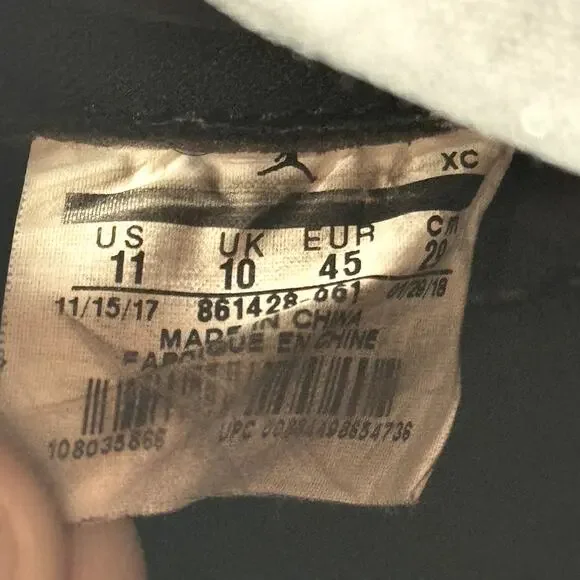 XC
US UK EUR cm
11 10 45 29
11/15/17 861428-061 01/29/18
MADE IN CHINA
FABRIQUE EN CHINE
108035866
UPC